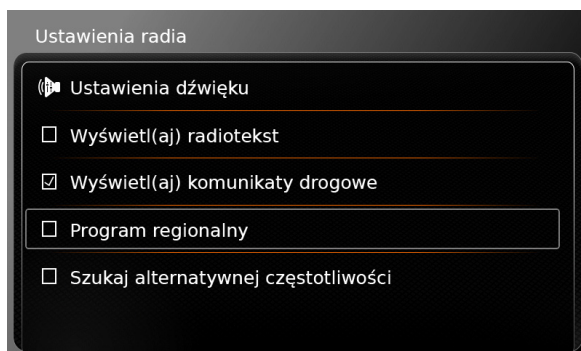 Ustawienia radia
Ustawienia dźwięku
Wyświetl(aj) radiotekst
Wyświetl(aj) komunikaty drogowe
Program regionalny
Szukaj alternatywnej częstotliwości